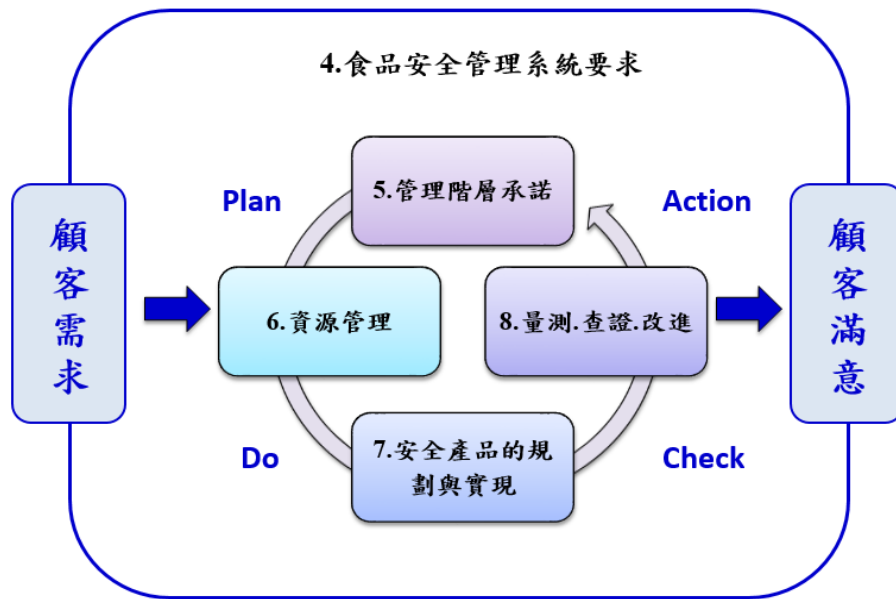 4.食品安全管理系統要求
5.管理階層承諾
Plan
Action
顧客需求
顧客滿意
6.資源管理
8.量測.查證.改進
7.安全產品的規
劃與實現
Do
Check